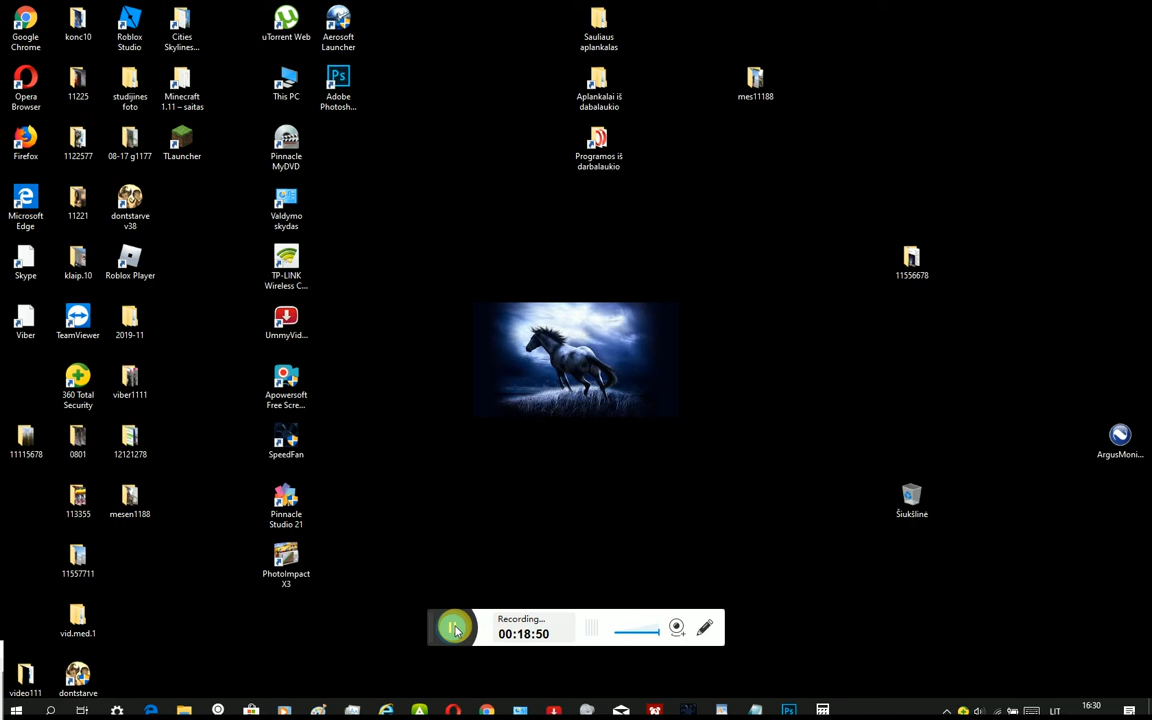 Google
Chrome
konc10
Roblox
Studio
Cities
Skylines...
uTorrent Web
Aerosoft
Launcher
Sauliaus
aplankalas
Opera
Browser
11225
studijines
foto
Minecraft
1.11 – saitas
This PC
Adobe
Photosh...
Aplankalai iš
dabalaukio
mes11188
Firefox
1122577
08-17 g1177
TLauncher
Pinnacle
MyDVD
Programos iš
darbalaukio
Microsoft
Edge
11221
dontstarve
v38
Valdymo
skydas
Skype
klaip.10
Roblox Player
TP-LINK
Wireless C...
11556678
Viber
TeamViewer
2019-11
UmmyVid...
360 Total
Security
viber1111
Apowersoft
Free Scre...
11115678
0801
12121278
SpeedFan
ArgusMoni...
113355
mesen1188
Pinnacle
Studio 21
Šiukšlinė
11557711
PhotoImpact
X3
vid.med.1
Recording...
00:18:50
video111
dontstarve
LIT
16:30